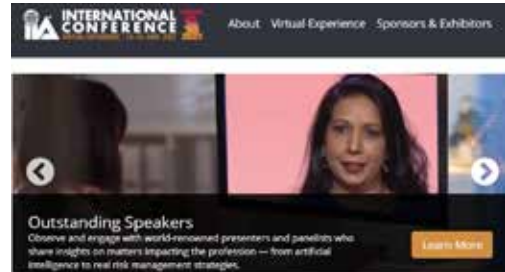 IIA INTERNATIONAL
CONFERENCE
About Virtual Experience Sponsors & Exhibitors
Outstanding Speakers
Observe and engage with world-renowned presenters and panelists who
share insights on matters impacting the profession — from artificial
intelligence to real risk management strategies.
Learn More